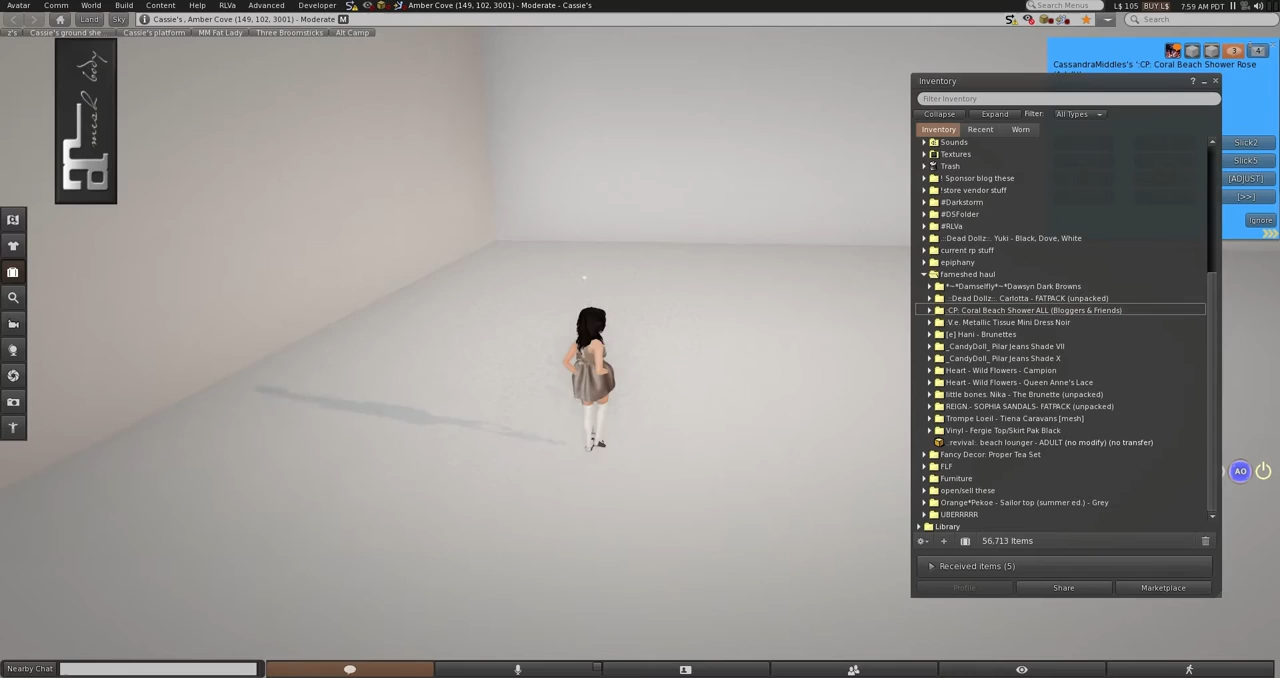 Avatar Comm World Build Content Help RLVa Advanced Developer Amber Cove (149, 102, 3001) - Moderate - Cassie's Search Menus L$ 105 BUY L$ 7:59 AM PDT
Land Sky Cassie's , Amber Cove (149, 102, 3001) - Moderate M Search
z's Cassie's ground she Cassie's platform MM Fat Lady Three Broomsticks Alt Camp
mesh body
3 4
CassandraMiddles's ':CP: Coral Beach Shower Rose
Slick2
Slick5
[ADJUST]
[>>]
Ignore
Inventory ?
Filter Inventory
Collapse Expand Filter: All Types
Inventory Recent Worn
Sounds
Textures
Trash
! Sponsor blog these
!store vendor stuff
#Darkstorm
#DSFolder
#RLVa
.:Dead Dollz:. Yuki - Black, Dove, White
current rp stuff
epiphany
fameshed haul
*~*Damselfly*~*Dawsyn Dark Browns
.:Dead Dollz:. Carlotta - FATPACK (unpacked)
:CP: Coral Beach Shower ALL (Bloggers & Friends)
:V.e. Metallic Tissue Mini Dress Noir
[e] Hani - Brunettes
_CandyDoll_ Pilar Jeans Shade VII
_CandyDoll_ Pilar Jeans Shade X
Heart - Wild Flowers - Campion
Heart - Wild Flowers - Queen Anne's Lace
little bones. Nika - The Brunette (unpacked)
REIGN.- SOPHIA SANDALS- FATPACK (unpacked)
Trompe Loeil - Tiena Caravans [mesh]
Vinyl - Fergie Top/Skirt Pak Black
.revival:. beach lounger - ADULT (no modify) (no transfer)
Fancy Decor: Proper Tea Set
FLF
Furniture
open/sell these
Orange*Pekoe - Sailor top (summer ed.) - Grey
UBERRRRR
Library
56,713 Items
Received items (5)
Profile Share Marketplace
AO
Nearby Chat